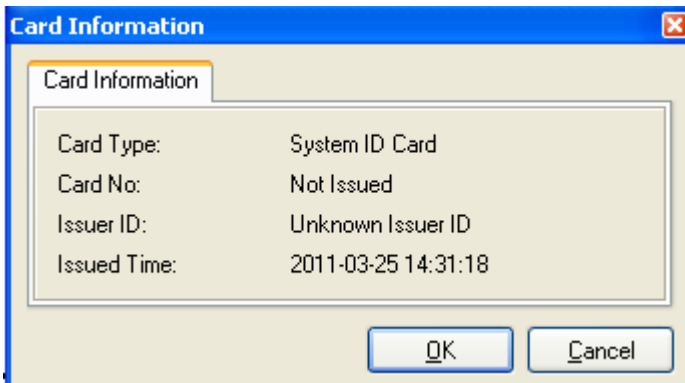 Card Information
Card Information
Card Type: System ID Card
Card No: Not Issued
Issuer ID: Unknown Issuer ID
Issued Time: 2011-03-25 14:31:18
OK Cancel